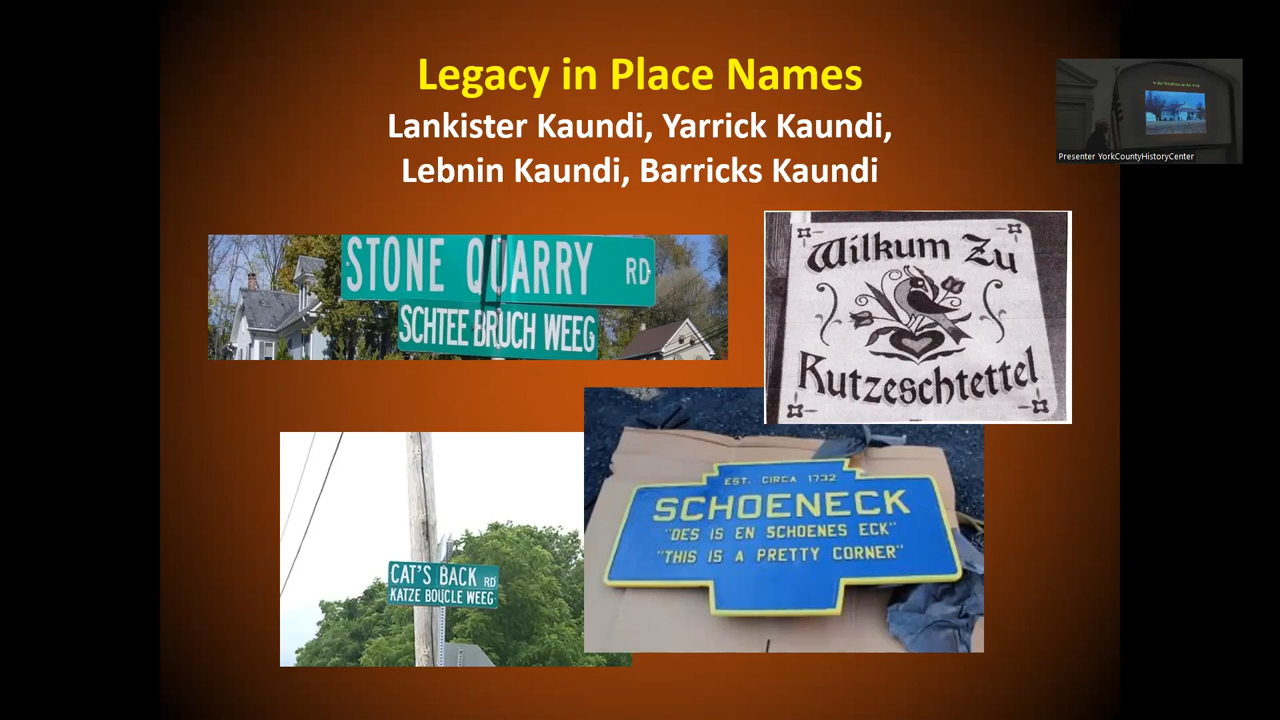 Legacy in Place Names
Lankister Kaundi, Yarrick Kaundi,
Lebnin Kaundi, Barricks Kaundi
Presenter YorkCountyHistoryCenter
STONE QUARRY RD
SCHTEE BRUCH WEEG
Wilkum Zu
Kutzeschtettel
CAT'S BACK RD
KATZE BOUCLE WEEG
EST. CIRCA 1732
SCHOENECK
"DES IS EN SCHOENES ECK"
"THIS IS A PRETTY CORNER"